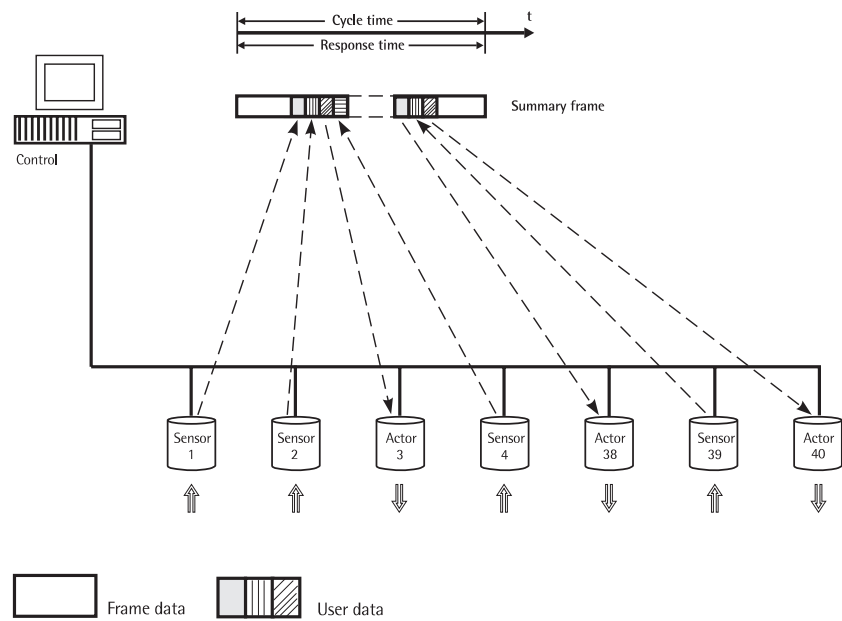 Cycle time
t
Response time
Summary frame
Control
Sensor
1
Sensor
2
Actor
3
Sensor
4
Actor
38
Sensor
39
Actor
40
Frame data
User data